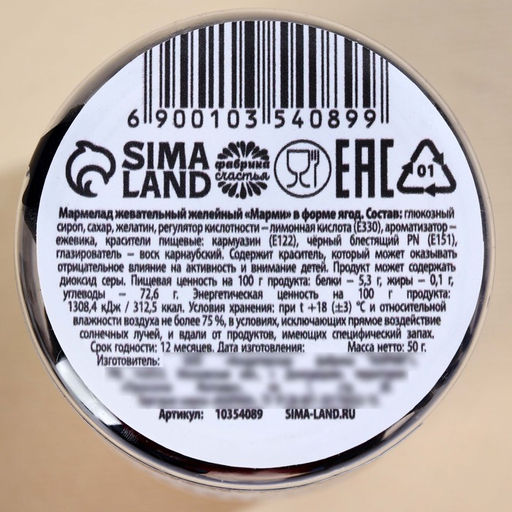 6 900103 540899
SIMA
LAND
фабрика
счастья
EAC
01
Мармелад жевательный желейный «Марми» в форме ягод. Состав: глюкозный
сироп, сахар, желатин, регулятор кислотности – лимонная кислота (Е330), ароматизатор –
ежевика, красители пищевые: кармуазин (Е122), чёрный блестящий PN (Е151),
глазирователь – воск карнаубский. Содержит краситель, который может оказывать
отрицательное влияние на активность и внимание детей. Продукт может содержать
диоксид серы. Пищевая ценность на 100 г продукта: белки – 5,3 г, жиры – 0,1 г,
углеводы – 72,6 г. Энергетическая ценность на 100 г продукта:
1308,4 кДж / 312,5 ккал. Условия хранения: при t +18 (±3) °С и относительной
влажности воздуха не более 75 %, в условиях, исключающих прямое воздействие
солнечных лучей, и вдали от продуктов, имеющих специфический запах.
Срок годности: 12 месяцев. Дата изготовления: Масса нетто: 50 г.
Изготовитель:
Артикул: 10354089 SIMA-LAND.RU